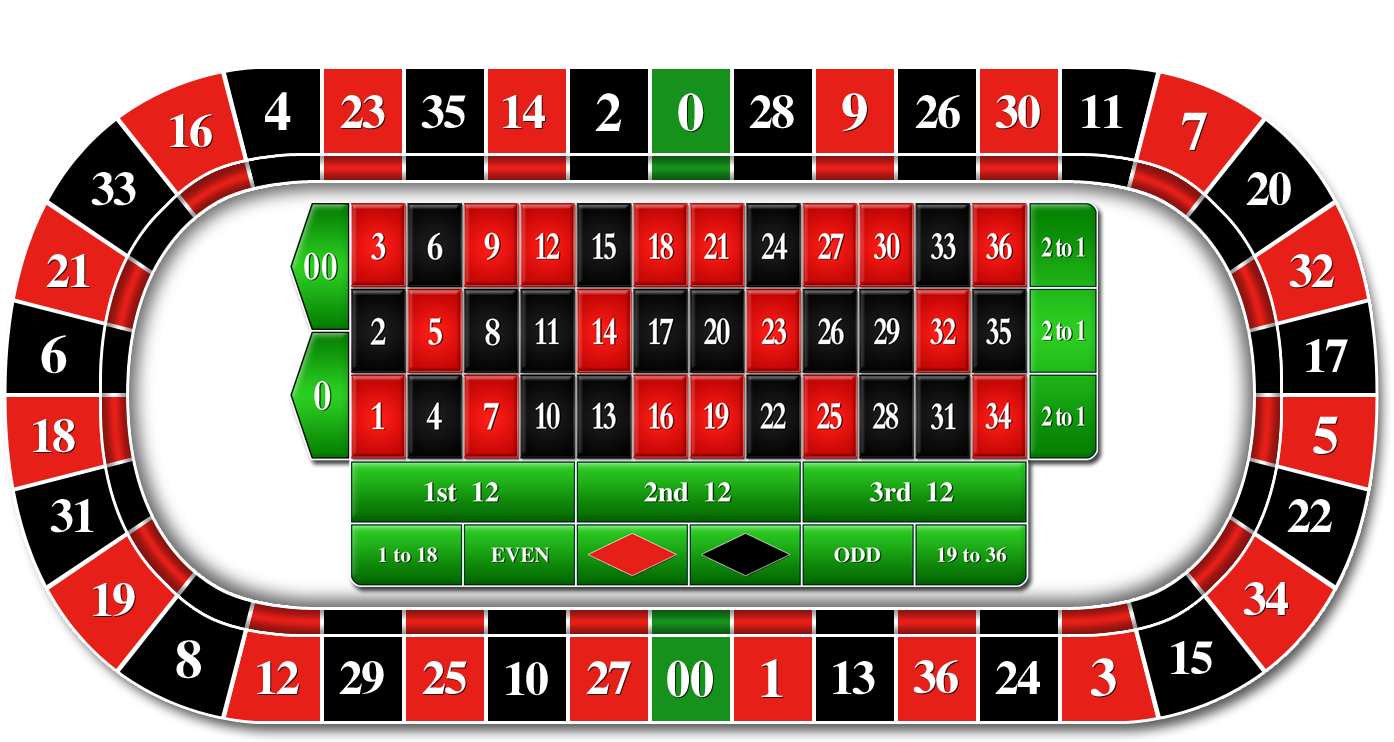 4 23 35 14 2 0 28 9 26 30 11
16 7
33 20
21 32
6 17
18 5
31 22
19 34
8 15
12 29 25 10 27 00 1 13 36 24 3
00 3 6 9 12 15 18 21 24 27 30 33 36 2 to 1
2 5 8 11 14 17 20 23 26 29 32 35 2 to 1
0 1 4 7 10 13 16 19 22 25 28 31 34 2 to 1
1st 12 2nd 12 3rd 12
1 to 18 EVEN ODD 19 to 36